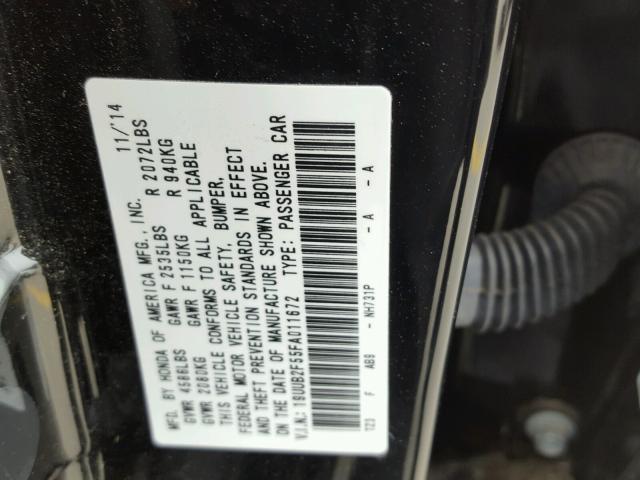 MFD. BY HONDA OF AMERICA MFG., INC. 11/'14
GVWR 4586LBS GAWR F 2535LBS R 2072LBS
GVWR 2080KG GAWR F 1150KG R 940KG
THIS VEHICLE CONFORMS TO ALL APPLICABLE
FEDERAL MOTOR VEHICLE SAFETY, BUMPER,
AND THEFT PREVENTION STANDARDS IN EFFECT
ON THE DATE OF MANUFACTURE SHOWN ABOVE.
V.I.N.: 19UUB2F55FA011672 TYPE: PASSENGER CAR
123 F AB9 - NH731P - A - A